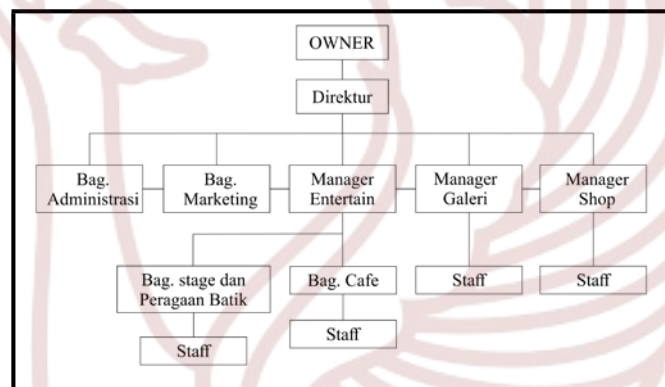 OWNER
Direktur
Bag.
Administrasi
Bag.
Marketing
Manager
Entertain
Manager
Galeri
Manager
Shop
Bag. stage dan
Peragaan Batik
Bag. Cafe
Staff
Staff
Staff
Staff